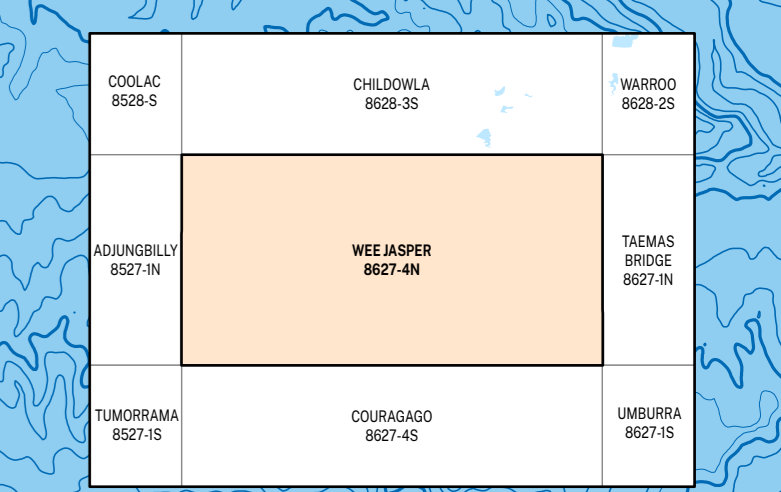 COOLAC
8528-S
CHILDOWLA
8628-3S
WARROO
8628-2S
ADJUNGBILLY
8527-1N
WEE JASPER
8627-4N
TAEMAS
BRIDGE
8627-1N
TUMORRAMA
8527-1S
COURAGAGO
8627-4S
UMBURRA
8627-1S